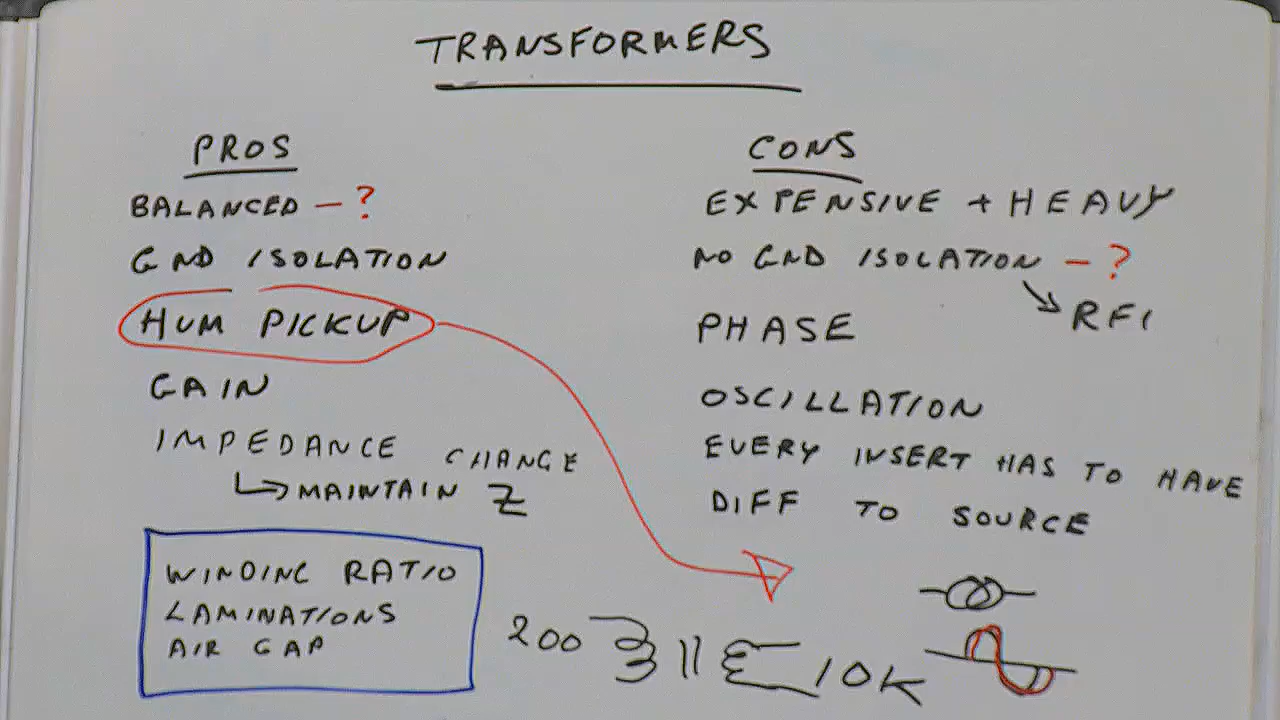 TRANSFORMERS
PROS
BALANCED – ?
GND ISOLATION
HUM PICKUP
GAIN
IMPEDANCE CHANGE
MAINTAIN Z
WINDING RATIO
LAMINATIONS
AIR GAP
CONS
EXPENSIVE + HEAVY
NO GND ISOLATION – ?
RFI
PHASE
OSCILLATION
EVERY INSERT HAS TO HAVE
DIFF TO SOURCE
200
10K